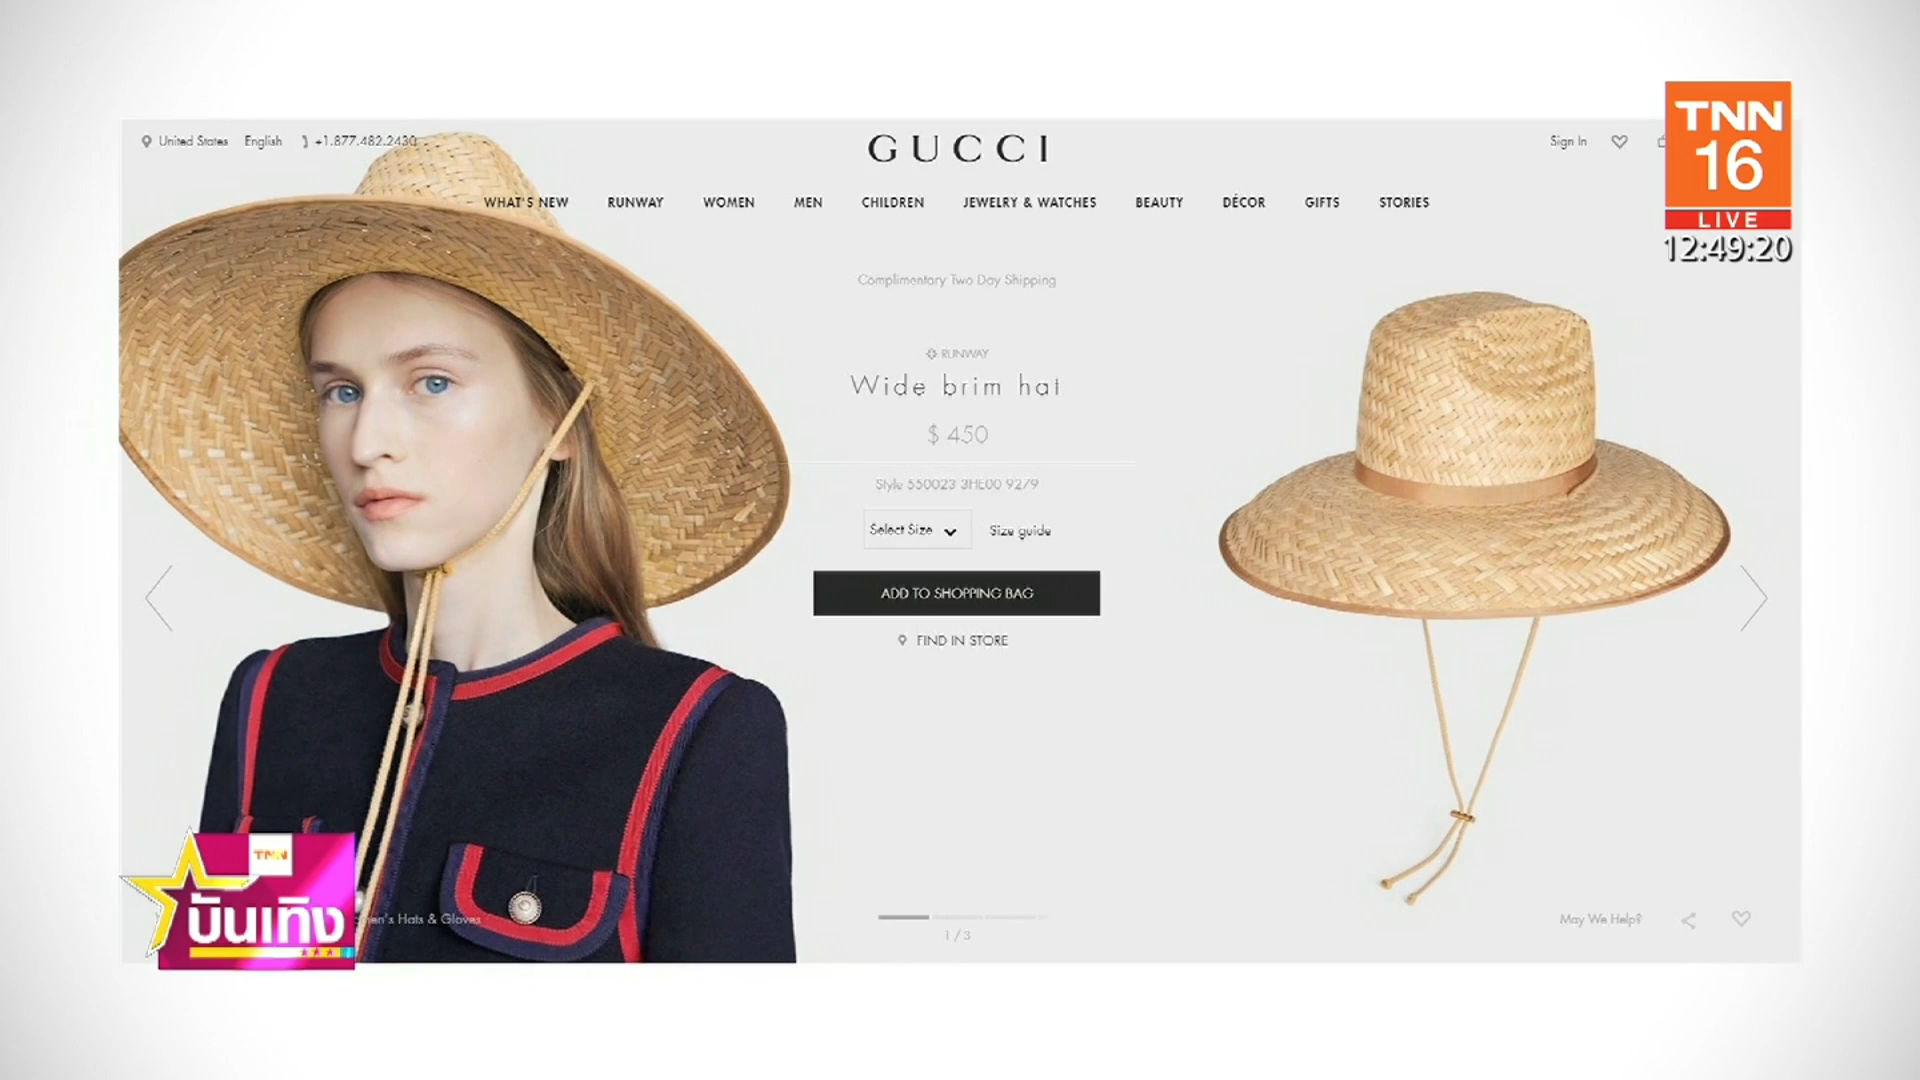 United States English +1.877.482.2430
GUCCI
Sign In
TNN
16
LIVE
12:49:20
WHAT'S NEW RUNWAY WOMEN MEN CHILDREN JEWELRY & WATCHES BEAUTY DÉCOR GIFTS STORIES
Complimentary Two Day Shipping
RUNWAY
Wide brim hat
$ 450
Style 550023 3HE00 9279
Select Size Size guide
ADD TO SHOPPING BAG
FIND IN STORE
TNN
บันเทิง
Hats & Gloves
1 / 3
May We Help?